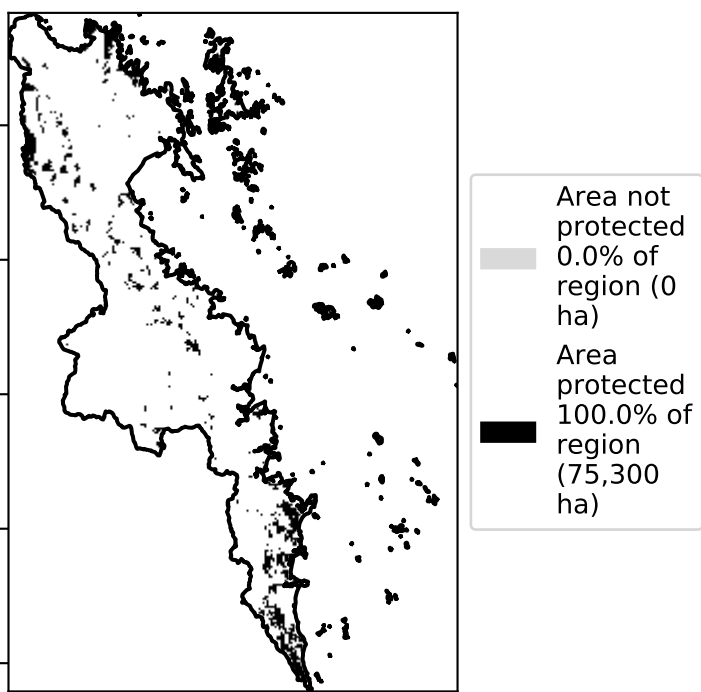 Area not
protected
0.0% of
region (0
ha)
Area
protected
100.0% of
region
(75,300
ha)